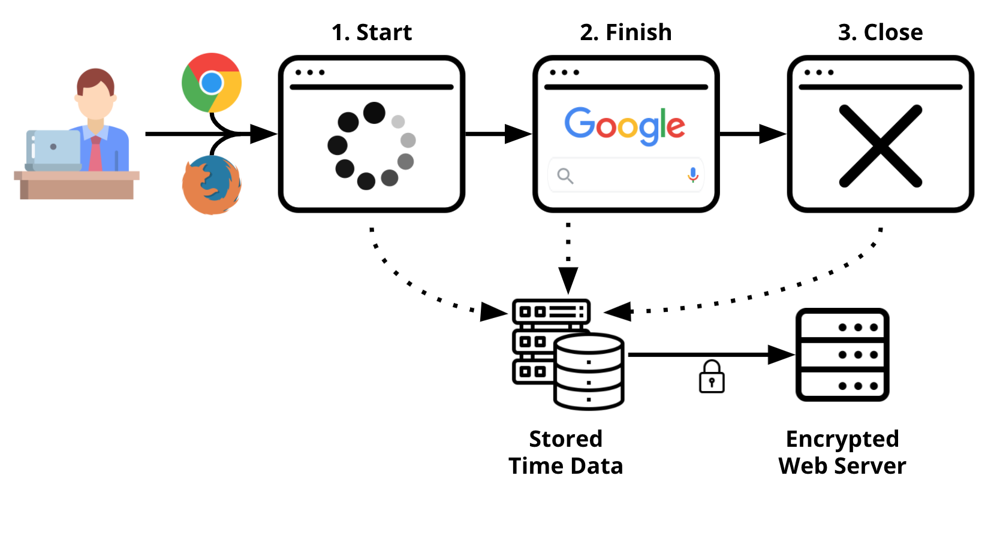 1. Start
2. Finish
3. Close
Google
Stored
Time Data
Encrypted
Web Server